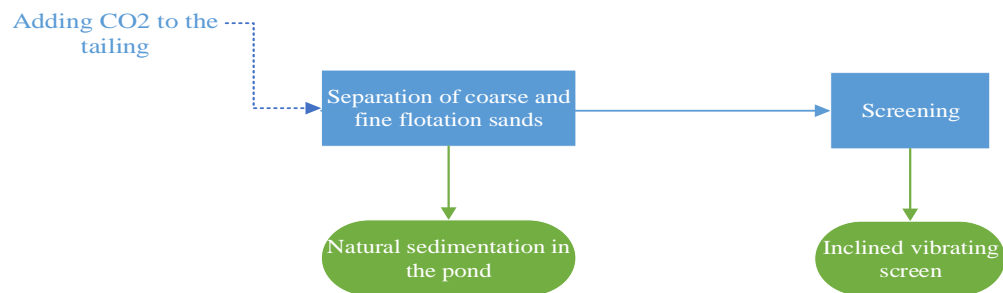 Adding CO2 to the
tailing
Separation of coarse and
fine flotation sands
Screening
Natural sedimentation in
the pond
Inclined vibrating
screen